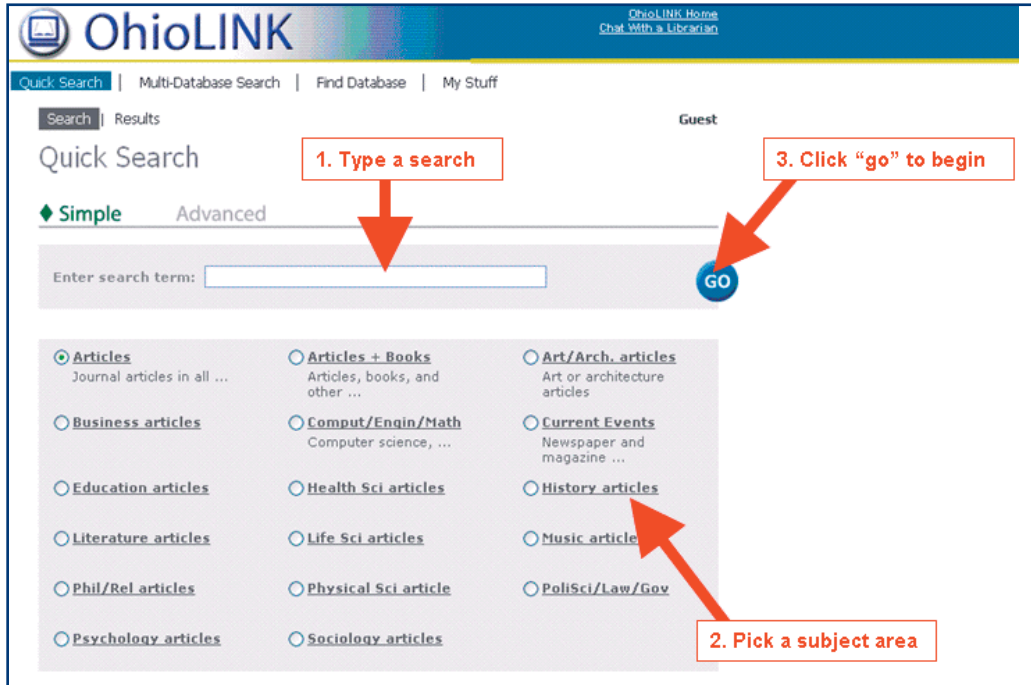 OhioLINK
OhioLINK Home
Chat With a Librarian
Quick Search | Multi-Database Search | Find Database | My Stuff
Search | Results
Guest
Quick Search
1. Type a search
3. Click “go” to begin
Simple Advanced
Enter search term:
GO
Articles
Journal articles in all ...
Articles + Books
Articles, books, and
other ...
Art/Arch. articles
Art or architecture
articles
Business articles
Comput/Engin/Math
Computer science, ...
Current Events
Newspaper and
magazine ...
Education articles
Health Sci articles
History articles
Literature articles
Life Sci articles
Music article
Phil/Rel articles
Physical Sci article
PoliSci/Law/Gov
Psychology articles
Sociology articles
2. Pick a subject area